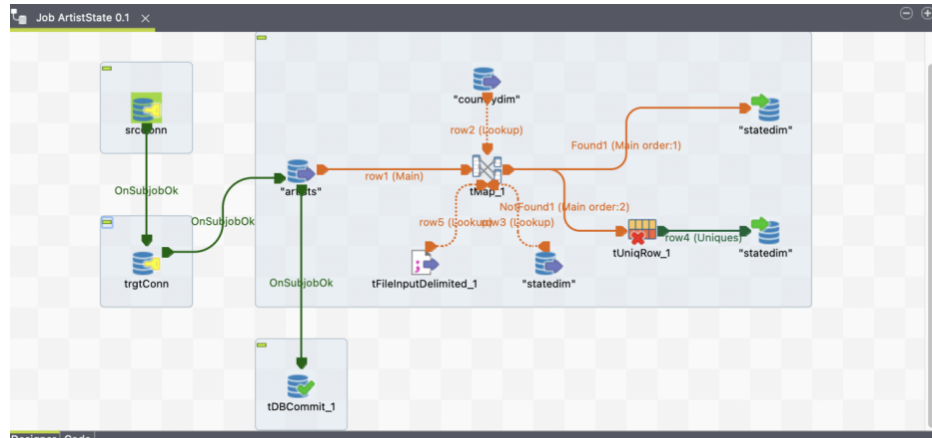 Job ArtistState 0.1
"countrydim"
srcConn
row2 (Lookup)
"statedim"
Found1 (Main order:1)
OnSubjobOk
row1 (Main)
"artists"
tMap_1
NotFound1 (Main order:2)
OnSubjobOk
row5 (Lookup)
row3 (Lookup)
row4 (Uniques)
tUniqRow_1
"statedim"
trgtConn
OnSubjobOk
tFileInputDelimited_1
"statedim"
tDBCommit_1
Designer
Code